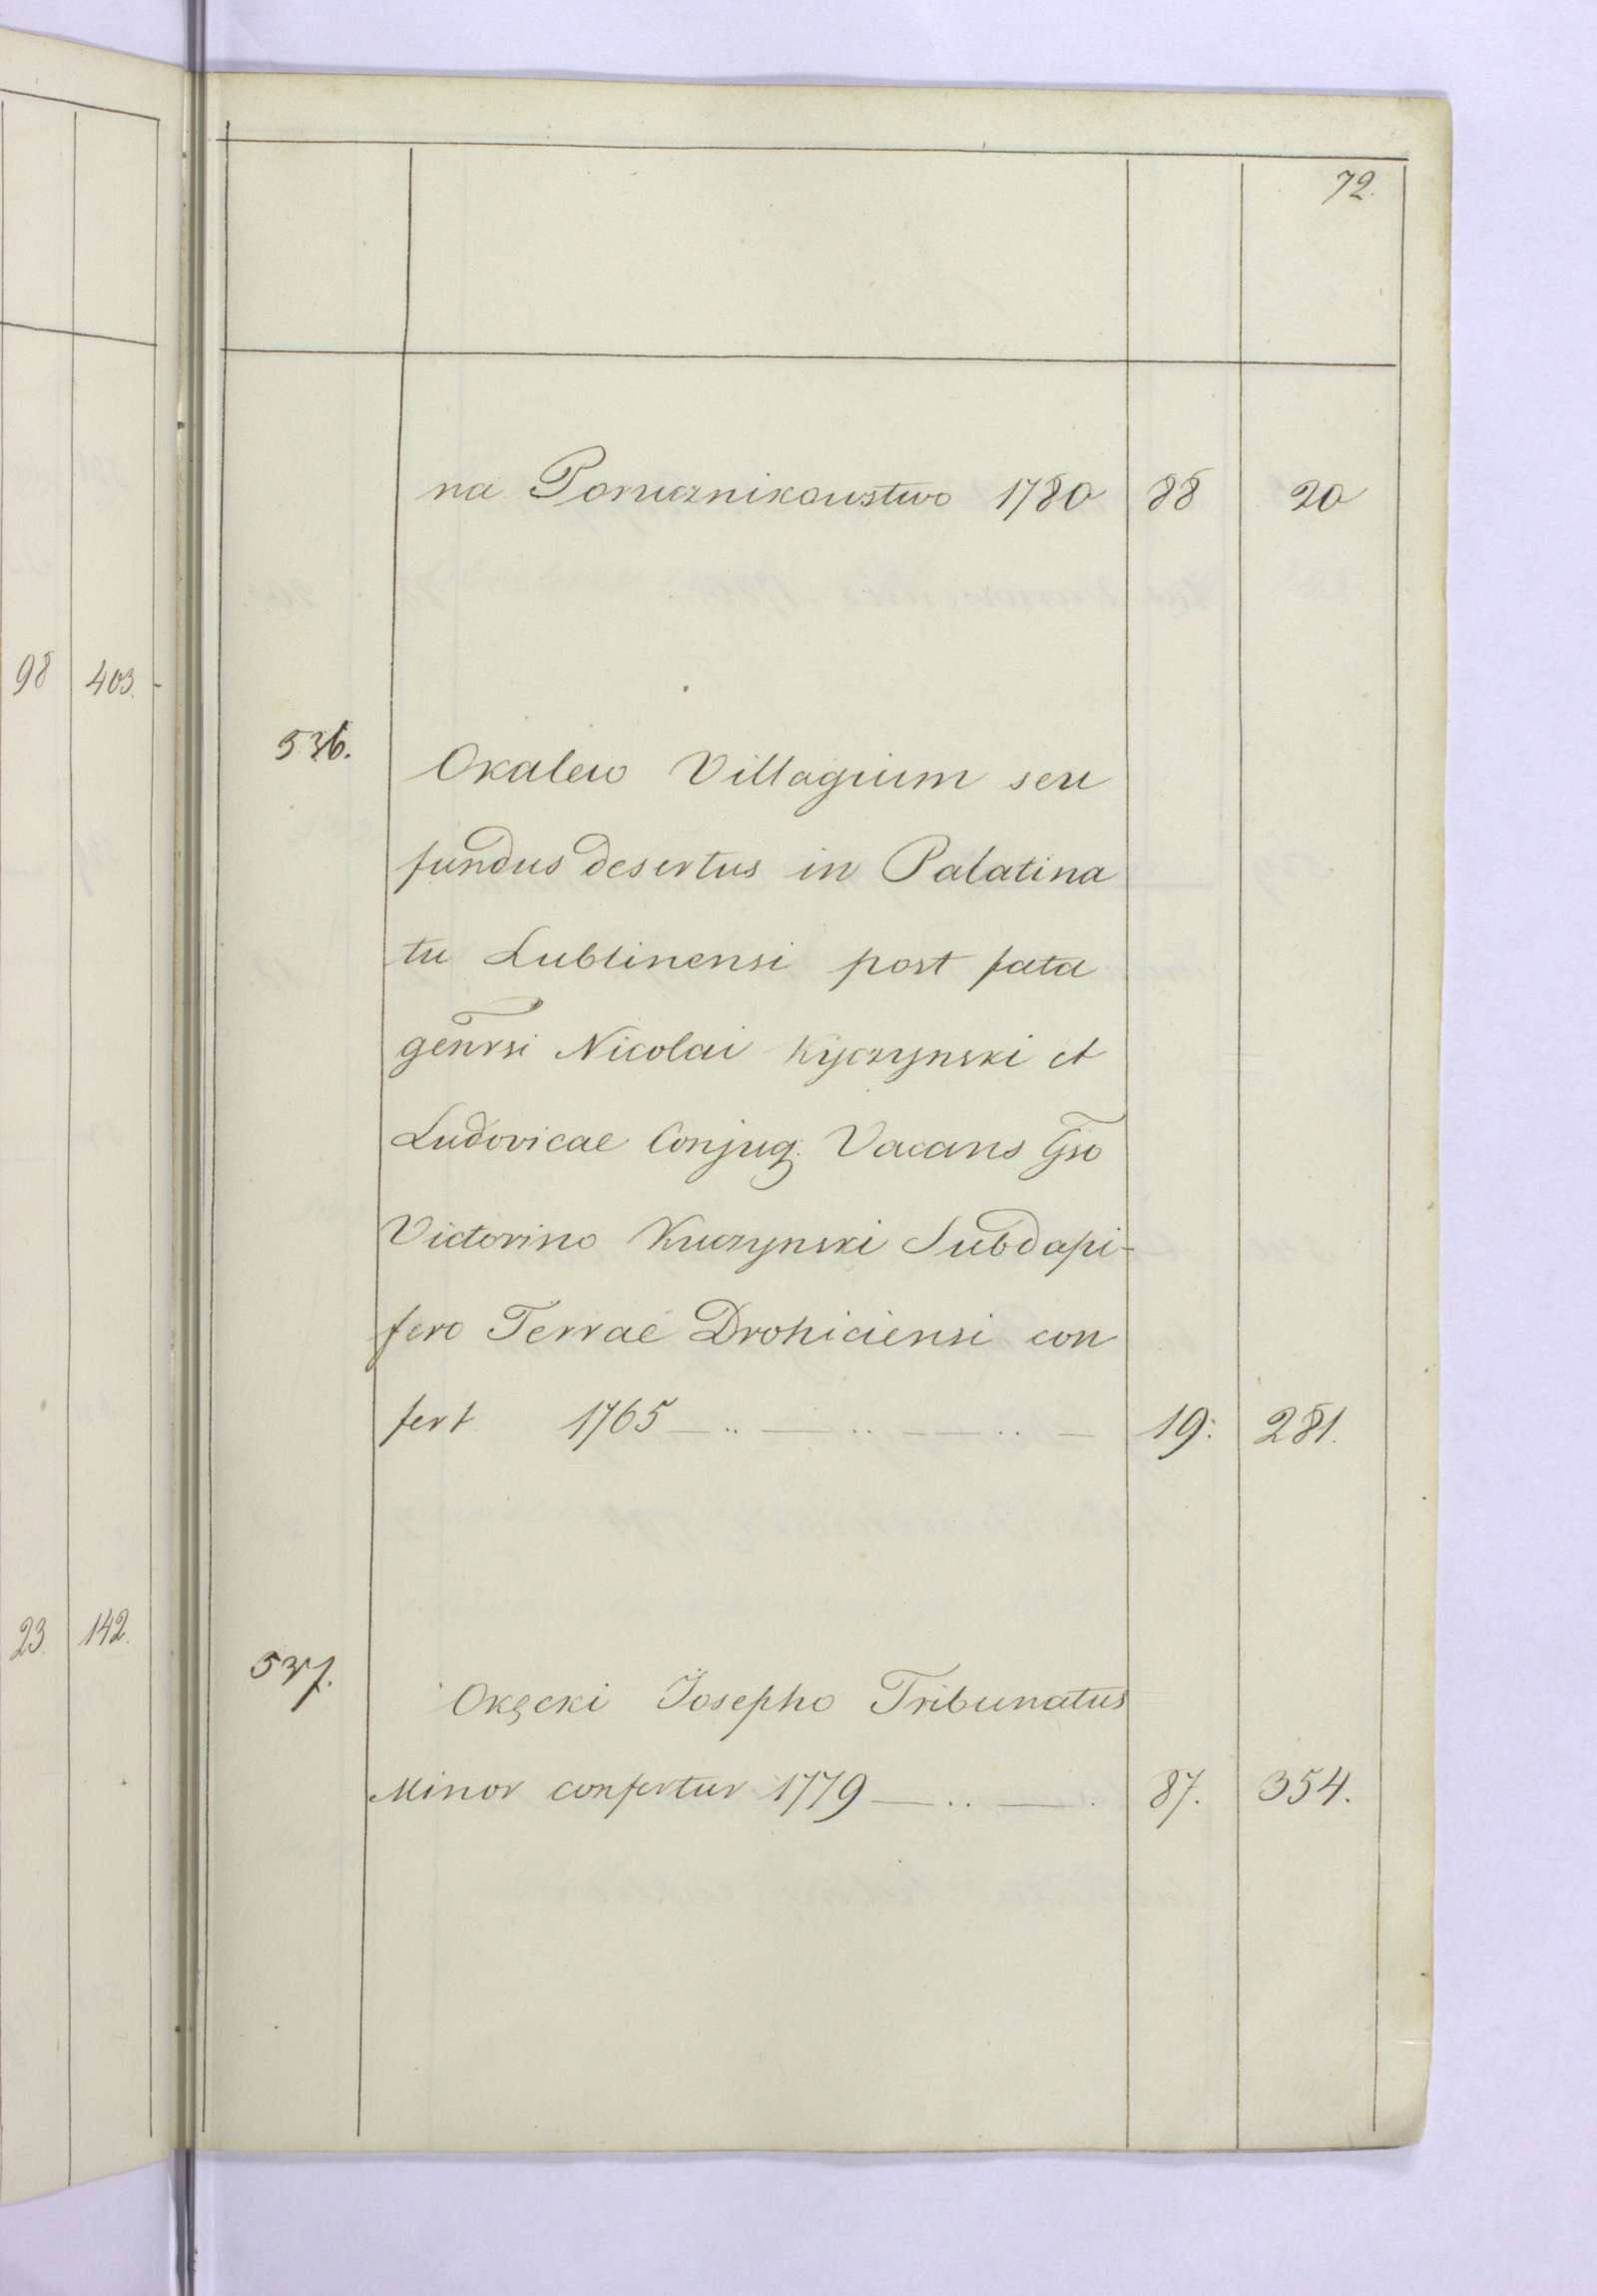 72.
na Porucznikowstwo 1780 88 20
98 403.
536.
Okalew Villagium seu
fundus desertus in Palatina
tu Lublinensi post fata
genrsi Nicolai Kyczynski et
Ludovicae Conjug. Vacans Gso
Victorino Kuczynski Subdapi-
fero Terrae Drohiciensi con
fert 1765 — .. — .. — — .. — 19: 281.
23. 142.
537.
Okęcki Josepho Tribunatus
Minor confertur 1779 — .. — . 87. 354.